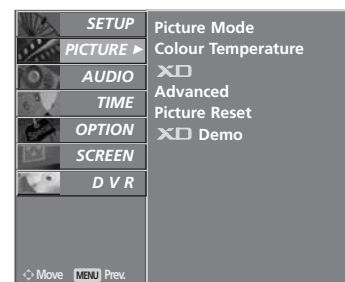 SETUP
PICTURE ►
AUDIO
TIME
OPTION
SCREEN
D V R
Move MENU Prev.
Picture Mode
Colour Temperature
XD
Advanced
Picture Reset
XD Demo